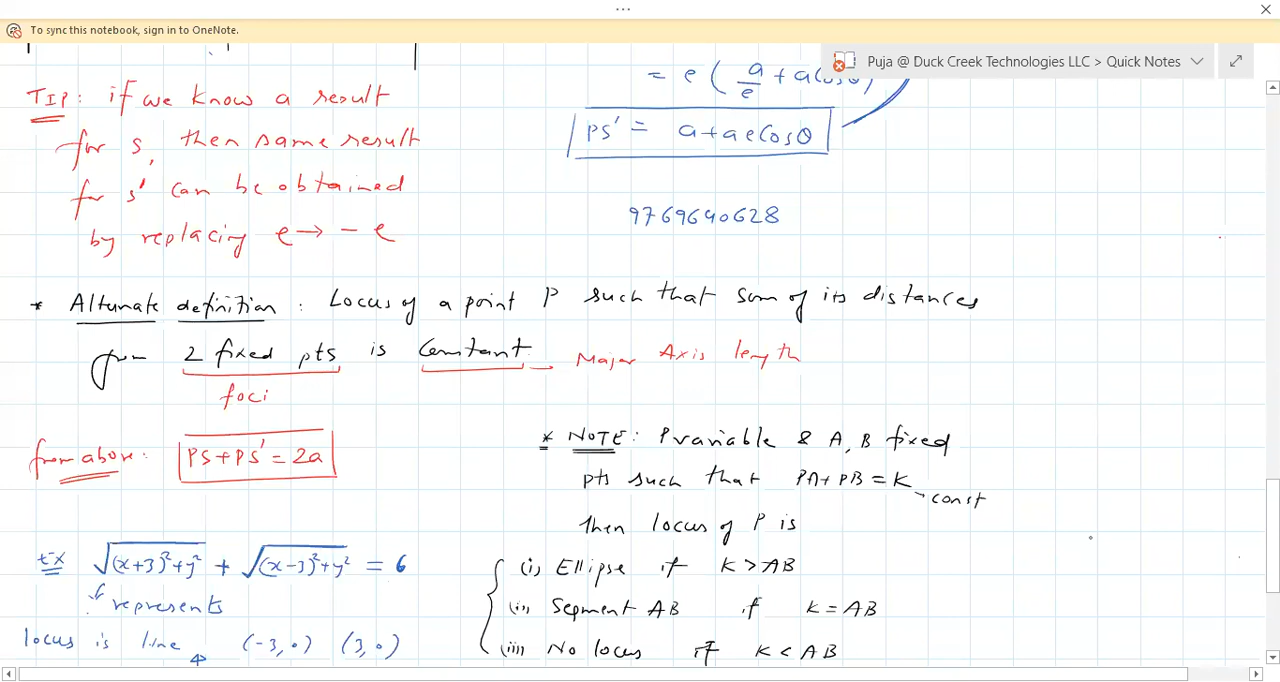 To sync this notebook, sign in to OneNote.
Puja @ Duck Creek Technologies LLC > Quick Notes
TIP: if we know a result
for s, then same result
for s' can be obtained
by replacing e → - e
= e ( a/e + a cosθ )
PS' = a + a e Cosθ
9769640628
* Alternate definition : Locus of a point P such that sum of its distances
from 2 fixed pts is Constant → Major Axis length
foci
from above: PS + PS' = 2a
* NOTE: P variable & A, B fixed
pts such that PA + PB = K → const
then locus of P is
(i) Ellipse if K > AB
(ii) Segment AB if K = AB
(iii) No locus if K < AB
Ex √(x+3)²+y² + √(x-3)²+y² = 6
represents
locus is line (-3, 0) (3, 0)